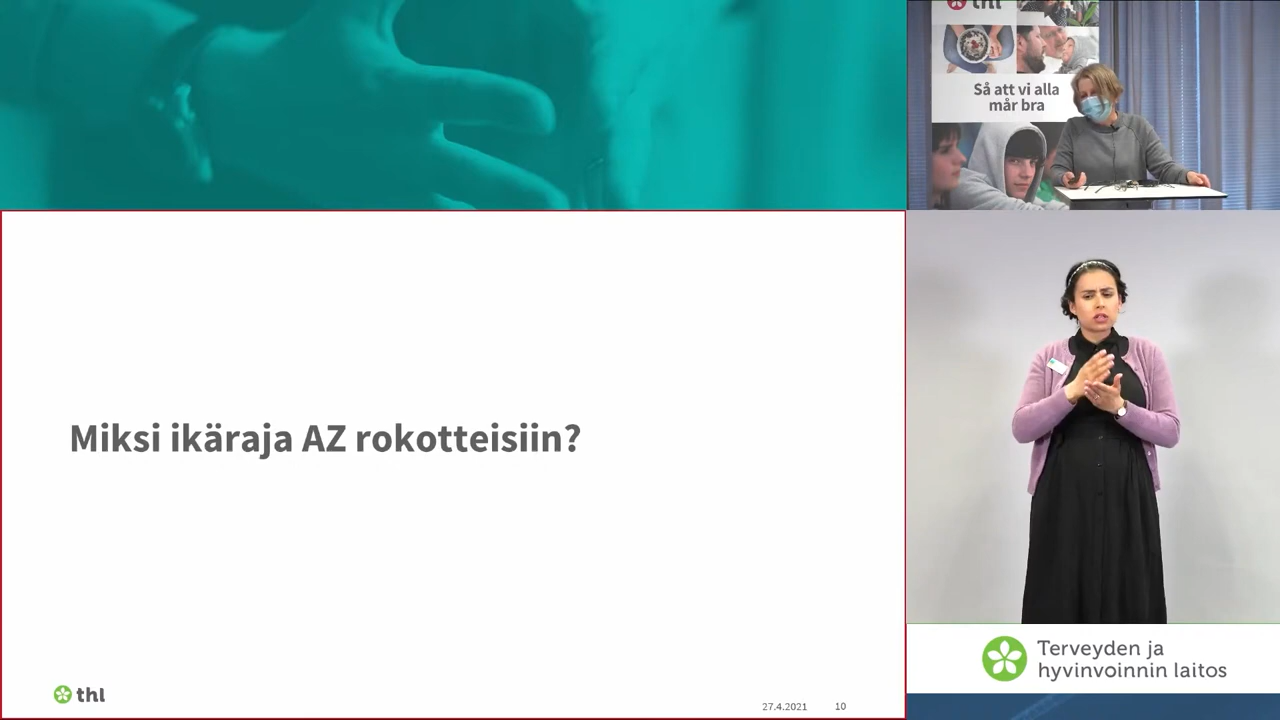 thl
Så att vi alla
mår bra
Miksi ikäraja AZ rokotteisiin?
thl
27.4.2021
10
Terveyden ja
hyvinvoinnin laitos